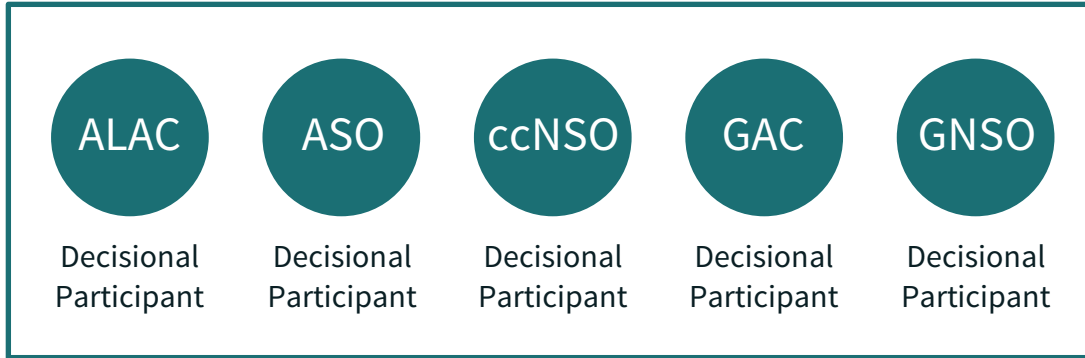 ALAC
ASO
ccNSO
GAC
GNSO
Decisional
Participant
Decisional
Participant
Decisional
Participant
Decisional
Participant
Decisional
Participant